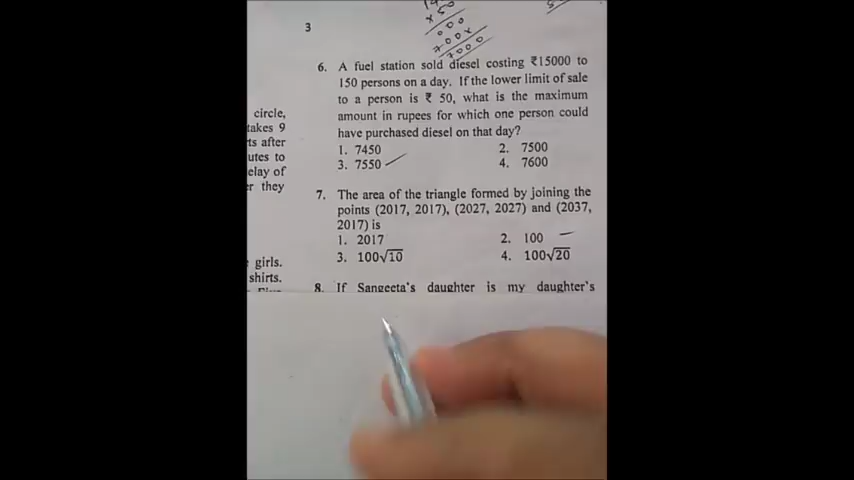 3
× 50
000
700×
7000
6. A fuel station sold diesel costing ₹15000 to
150 persons on a day. If the lower limit of sale
to a person is ₹ 50, what is the maximum
amount in rupees for which one person could
have purchased diesel on that day?
1. 7450 2. 7500
3. 7550 4. 7600
circle,
takes 9
ts after
utes to
elay of
r they
7. The area of the triangle formed by joining the
points (2017, 2017), (2027, 2027) and (2037,
2017) is
1. 2017 2. 100
3. 100√10 4. 100√20
girls.
shirts.
8. If Sangeeta's daughter is my daughter's